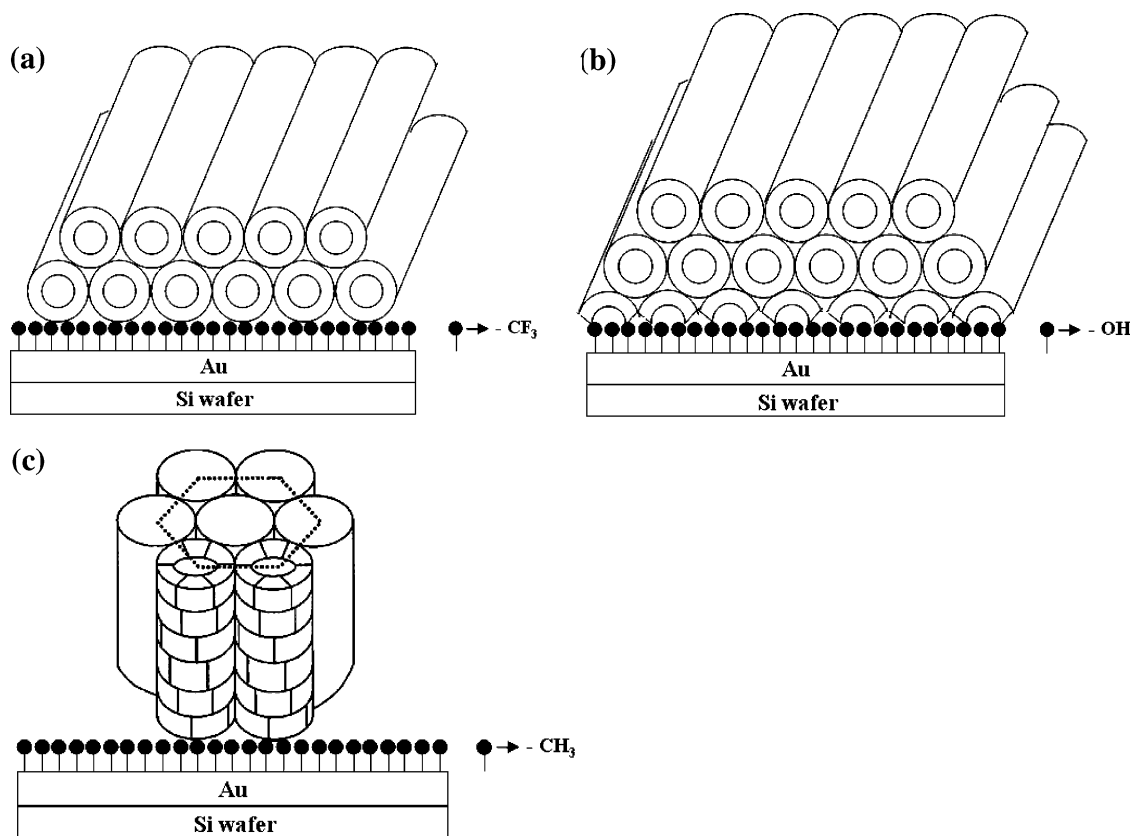 (a)
- CF3
Au
Si wafer
(b)
- OH
Au
Si wafer
(c)
- CH3
Au
Si wafer